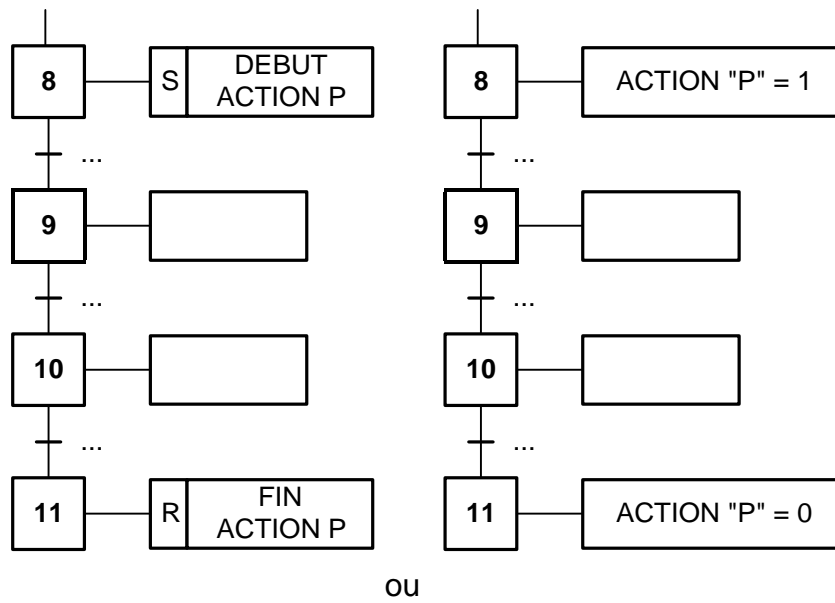 8
S
DEBUT
ACTION P
...
9
...
10
...
11
R
FIN
ACTION P
8
ACTION "P" = 1
...
9
...
10
...
11
ACTION "P" = 0
ou